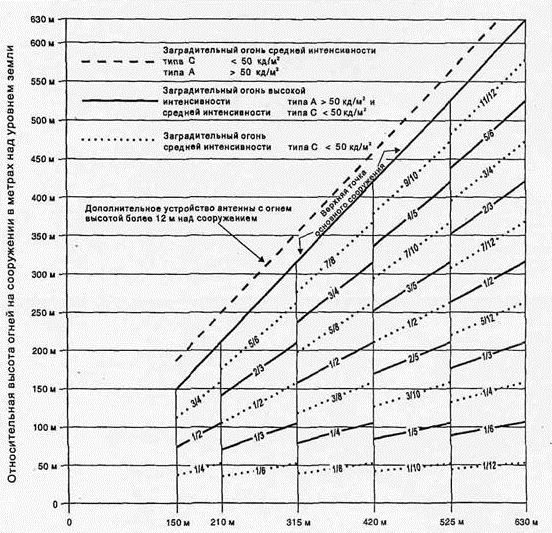 630 м
600 м
550 м
500 м
450 м
400 м
350 м
300 м
250 м
200 м
150 м
100 м
50 м
0
Относительная высота огней на сооружении в метрах над уровнем земли
Заградительный огонь средней интенсивности
типа С < 50 кд/м²
типа А > 50 кд/м²
Заградительный огонь высокой
интенсивности типа А > 50 кд/м² и
средней интенсивности типа С < 50 кд/м²
Заградительный огонь
средней интенсивности типа С < 50 кд/м²
Дополнительное устройство антенны с огнем
высотой более 12 м над сооружением
Верхняя точка
основного сооружения
11/12
9/10
5/6
7/8
4/5
3/4
5/6
3/4
7/10
2/3
3/4
2/3
5/8
3/5
7/12
1/2
1/2
1/2
1/2
1/2
3/8
2/5
5/12
1/3
1/4
3/10
1/3
1/4
1/5
1/4
1/6
1/6
1/8
1/10
1/12
0
150 м
210 м
315 м
420 м
525 м
630 м